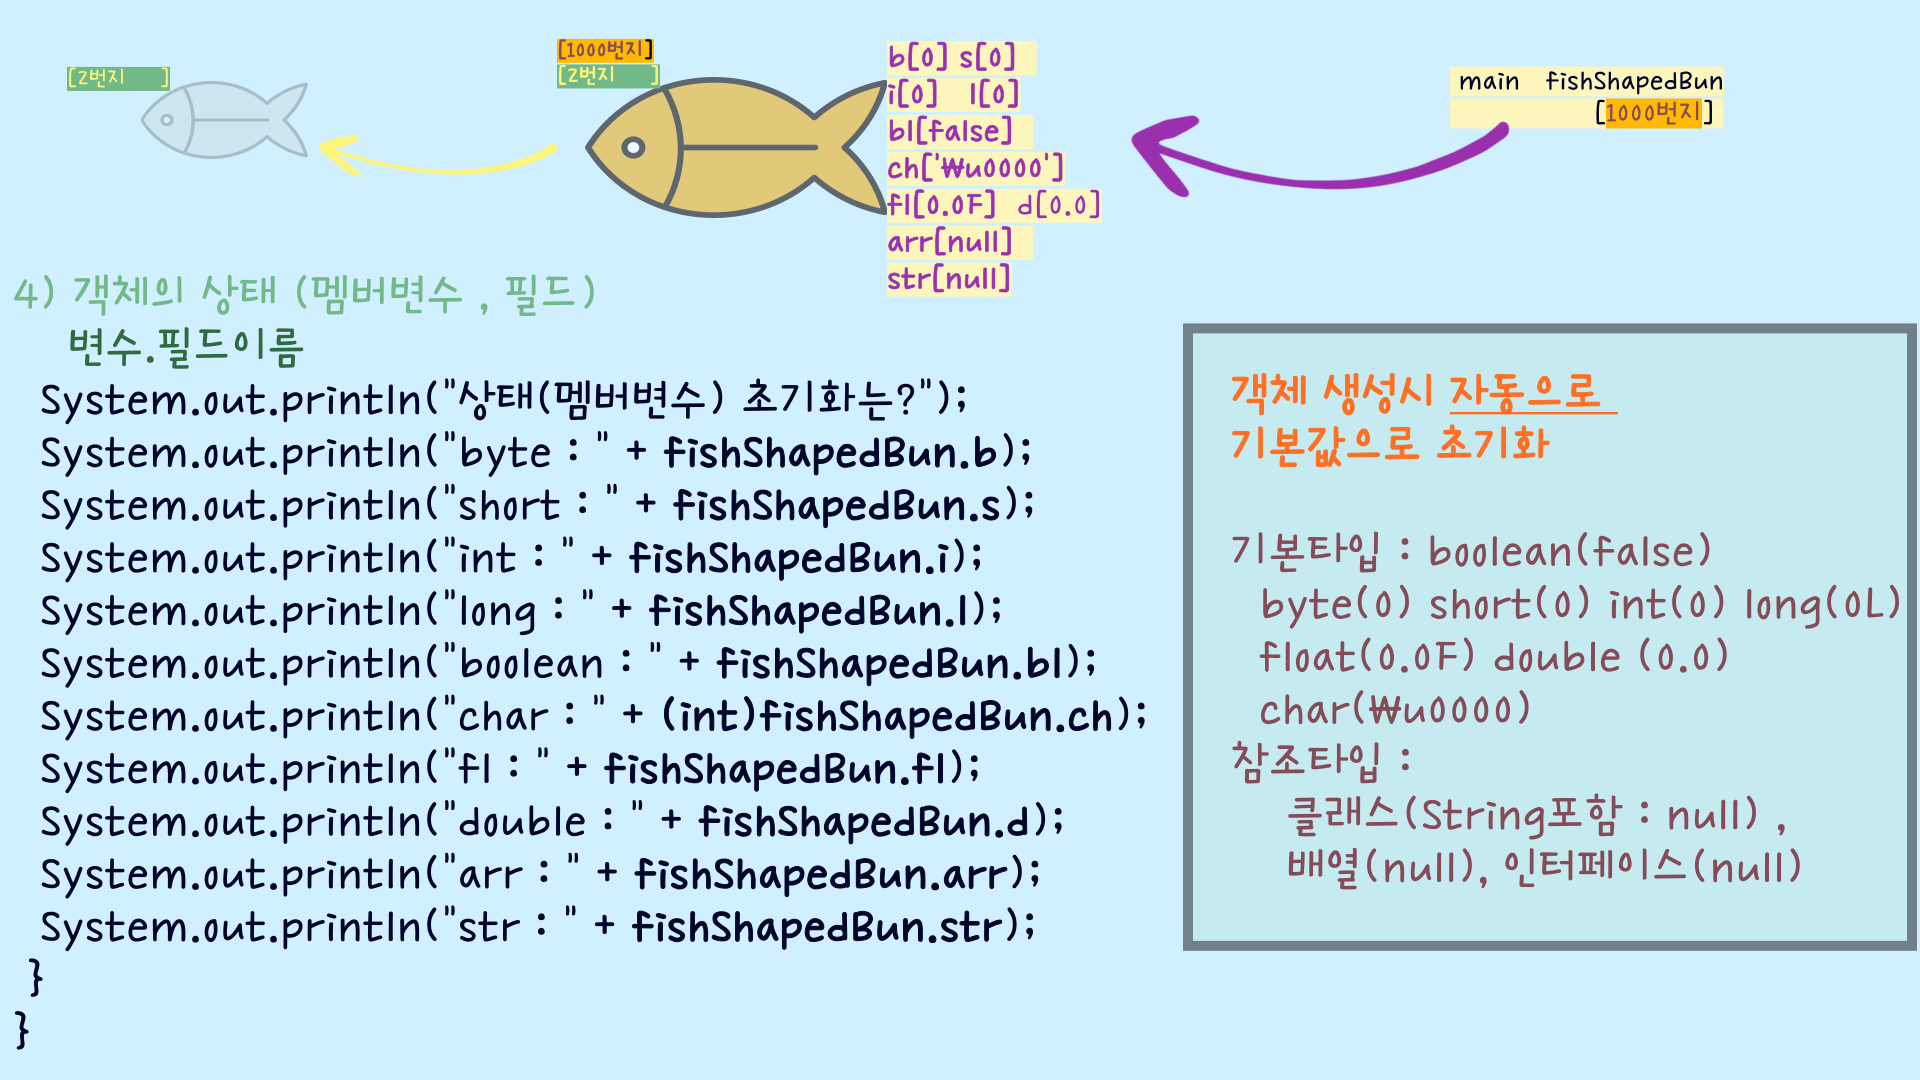 [2번지 ]
[1000번지]
[2번지 ]
b[0] s[0]
i[0] l[0]
bl[false]
ch['₩u0000']
fl[0.0F] d[0.0]
arr[null]
str[null]
main fishShapedBun
[1000번지]
4) 객체의 상태 (멤버변수 , 필드)
변수.필드이름
System.out.println("상태(멤버변수) 초기화는?");
System.out.println("byte : " + fishShapedBun.b);
System.out.println("short : " + fishShapedBun.s);
System.out.println("int : " + fishShapedBun.i);
System.out.println("long : " + fishShapedBun.l);
System.out.println("boolean : " + fishShapedBun.bl);
System.out.println("char : " + (int)fishShapedBun.ch);
System.out.println("fl : " + fishShapedBun.fl);
System.out.println("double : " + fishShapedBun.d);
System.out.println("arr : " + fishShapedBun.arr);
System.out.println("str : " + fishShapedBun.str);
}
}
객체 생성시 자동으로
기본값으로 초기화
기본타입 : boolean(false)
byte(0) short(0) int(0) long(0L)
float(0.0F) double (0.0)
char(₩u0000)
참조타입 :
클래스(String포함 : null) ,
배열(null), 인터페이스(null)